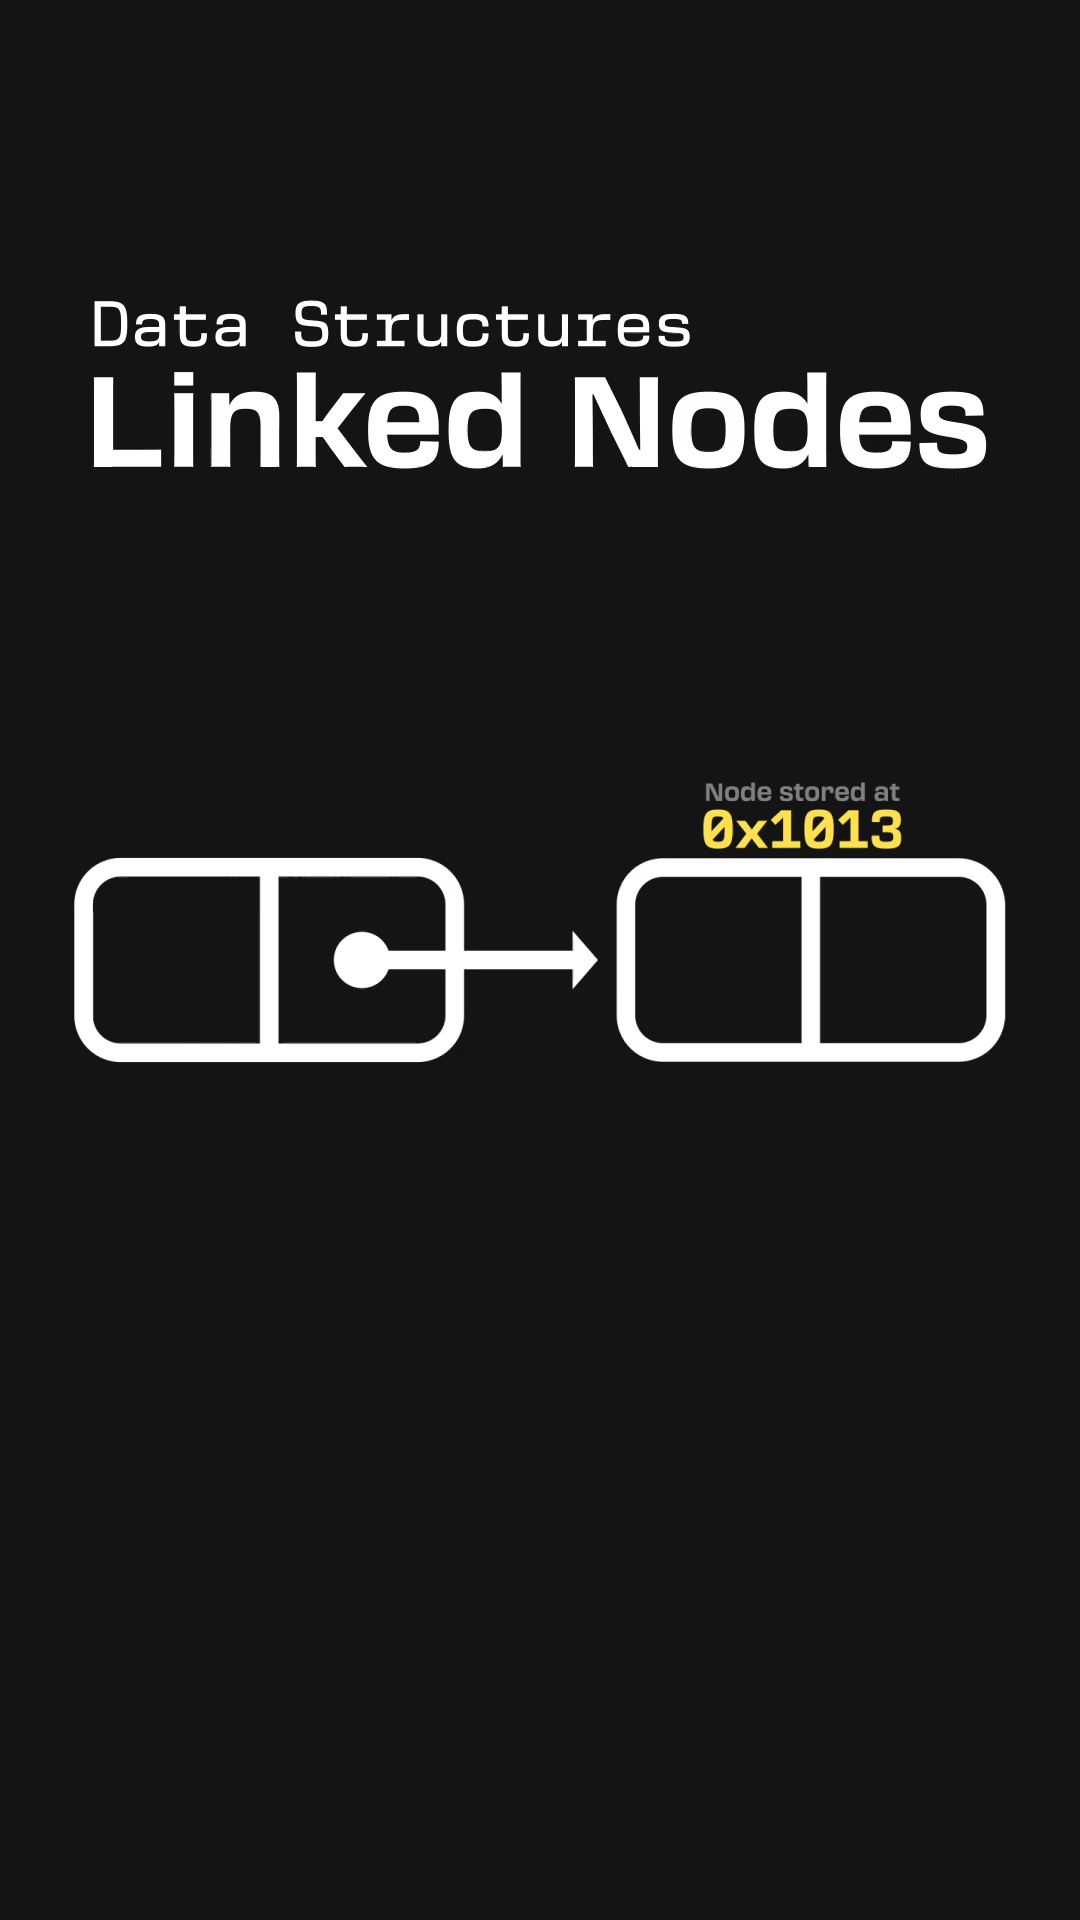 Data Structures
Linked Nodes
Node stored at
0x1013